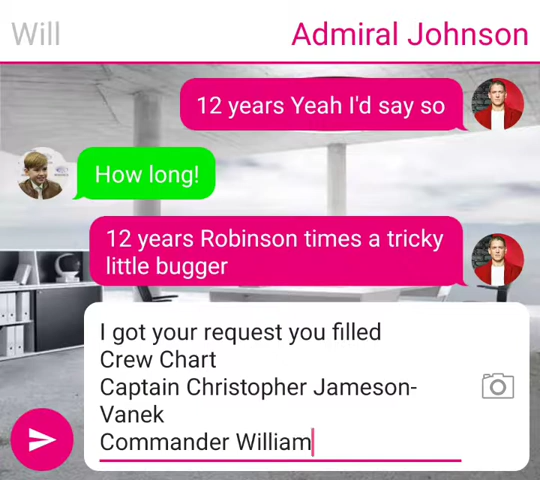 Will
Admiral Johnson
12 years Yeah I'd say so
How long!
12 years Robinson times a tricky
little bugger
I got your request you filled
Crew Chart
Captain Christopher Jameson-
Vanek
Commander William